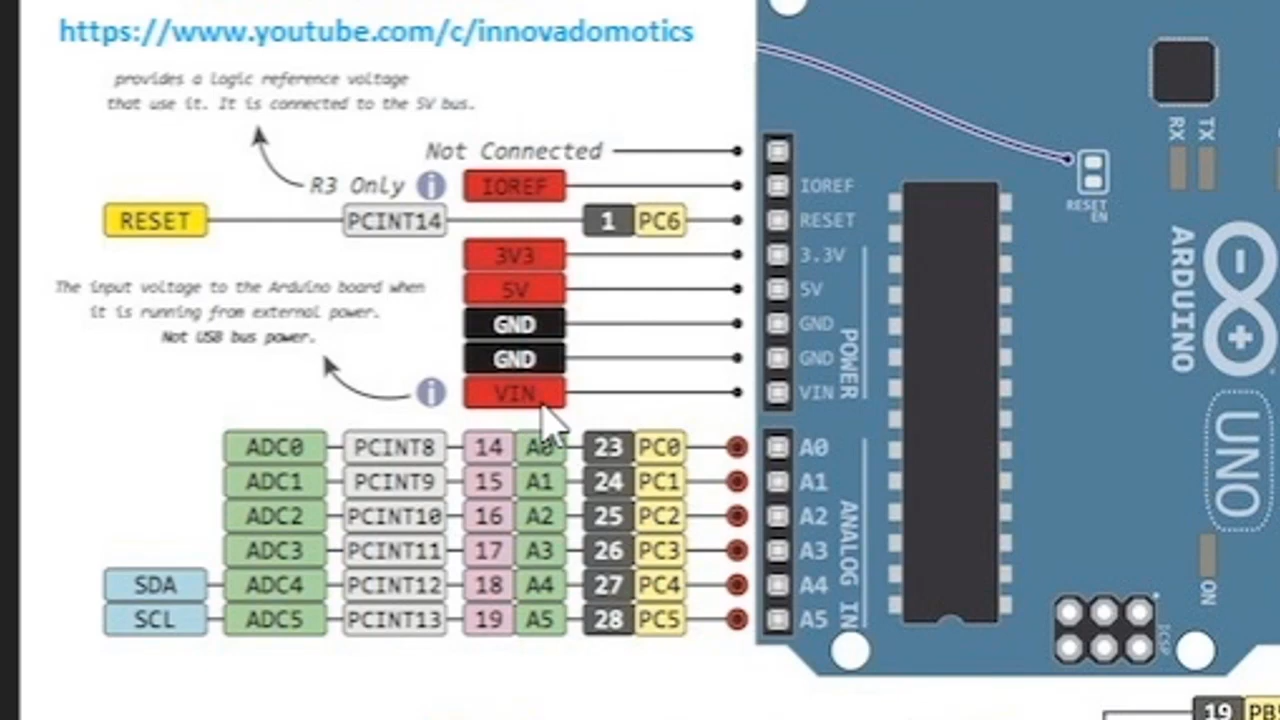 https://www.youtube.com/c/innovadomotics
provides a logic reference voltage
that use it. It is connected to the 5V bus.
Not Connected
R3 Only i IOREF IOREF
RESET PCINT14 1 PC6 RESET
3V3 3.3V
The input voltage to the Arduino board when
it is running from external power.
Not USB bus power.
5V 5V
GND GND
GND GND
i VIN VIN
POWER
ADC0 PCINT8 14 A0 23 PC0 A0
ADC1 PCINT9 15 A1 24 PC1 A1
ADC2 PCINT10 16 A2 25 PC2 A2
ADC3 PCINT11 17 A3 26 PC3 A3
SDA ADC4 PCINT12 18 A4 27 PC4 A4
SCL ADC5 PCINT13 19 A5 28 PC5 A5
ANALOG IN
RX TX
RESET
EN
ARDUINO
UNO
ON
ICSP
19 PB